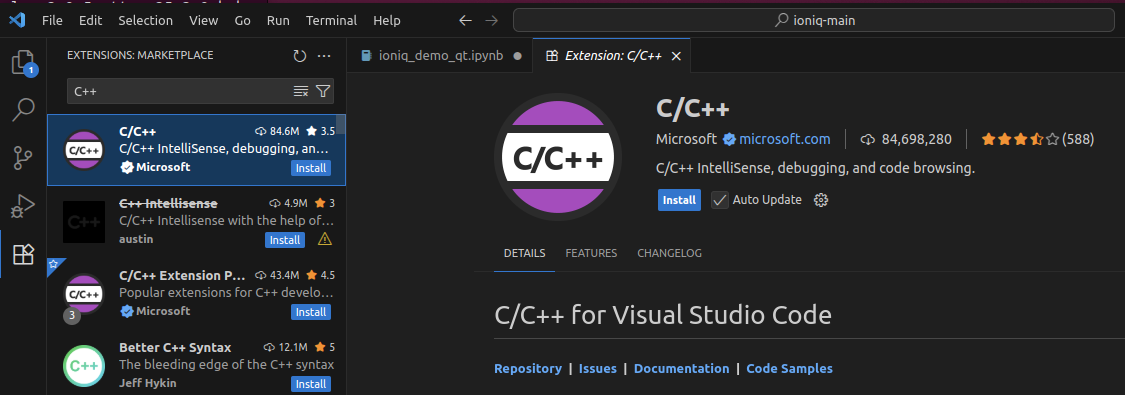 File Edit Selection View Go Run Terminal Help
ioniq-main
EXTENSIONS: MARKETPLACE
C++
C/C++ 84.6M 3.5
C/C++ IntelliSense, debugging, an...
Microsoft Install
C++ Intellisense 4.9M 3
C/C++ Intellisense with the help of...
austin Install
C/C++ Extension P... 43.4M 4.5
Popular extensions for C++ develo...
Microsoft Install
3
Better C++ Syntax 12.1M 5
The bleeding edge of the C++ syntax
Jeff Hykin Install
1
C/C++
C++
C/C++
C++
ioniq_demo_qt.ipynb
Extension: C/C++
C/C++
C/C++
Microsoft microsoft.com 84,698,280 (588)
C/C++ IntelliSense, debugging, and code browsing.
Install Auto Update
DETAILS FEATURES CHANGELOG
C/C++ for Visual Studio Code
Repository | Issues | Documentation | Code Samples